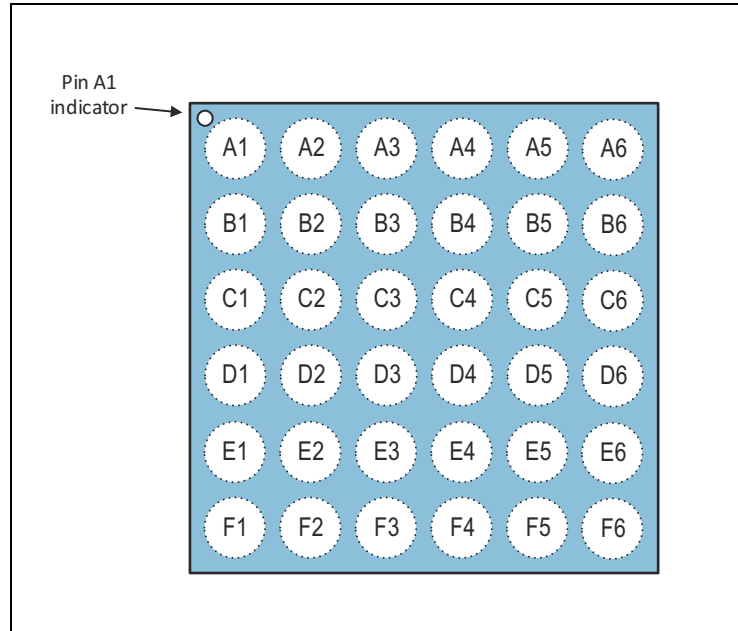 Pin A1
indicator
A1 A2 A3 A4 A5 A6
B1 B2 B3 B4 B5 B6
C1 C2 C3 C4 C5 C6
D1 D2 D3 D4 D5 D6
E1 E2 E3 E4 E5 E6
F1 F2 F3 F4 F5 F6